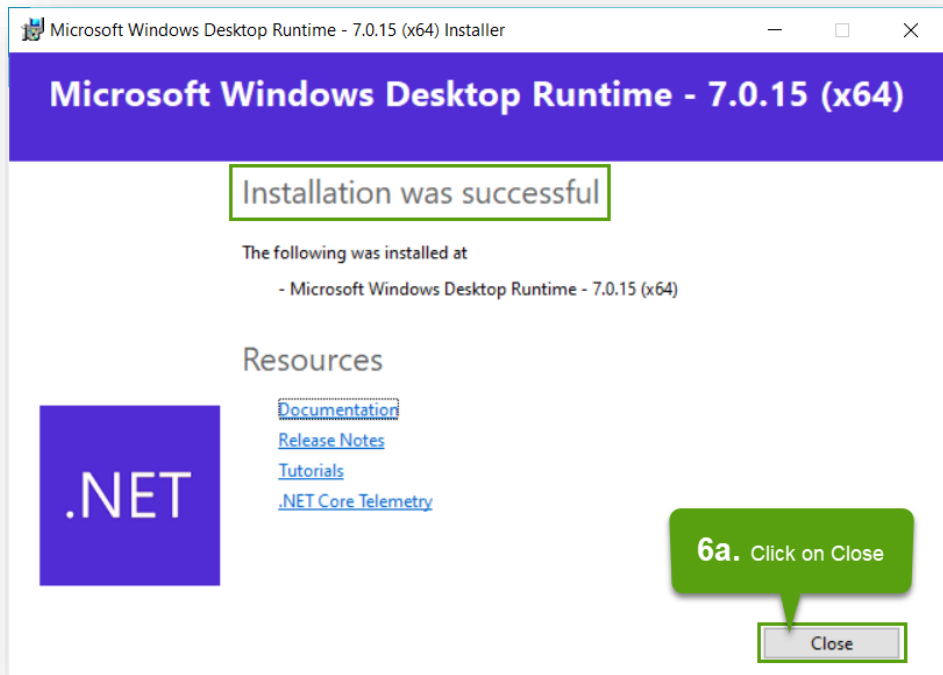 Microsoft Windows Desktop Runtime - 7.0.15 (x64) Installer
Microsoft Windows Desktop Runtime - 7.0.15 (x64)
Installation was successful
The following was installed at
- Microsoft Windows Desktop Runtime - 7.0.15 (x64)
Resources
Documentation
Release Notes
Tutorials
.NET Core Telemetry
.NET
6a. Click on Close
Close